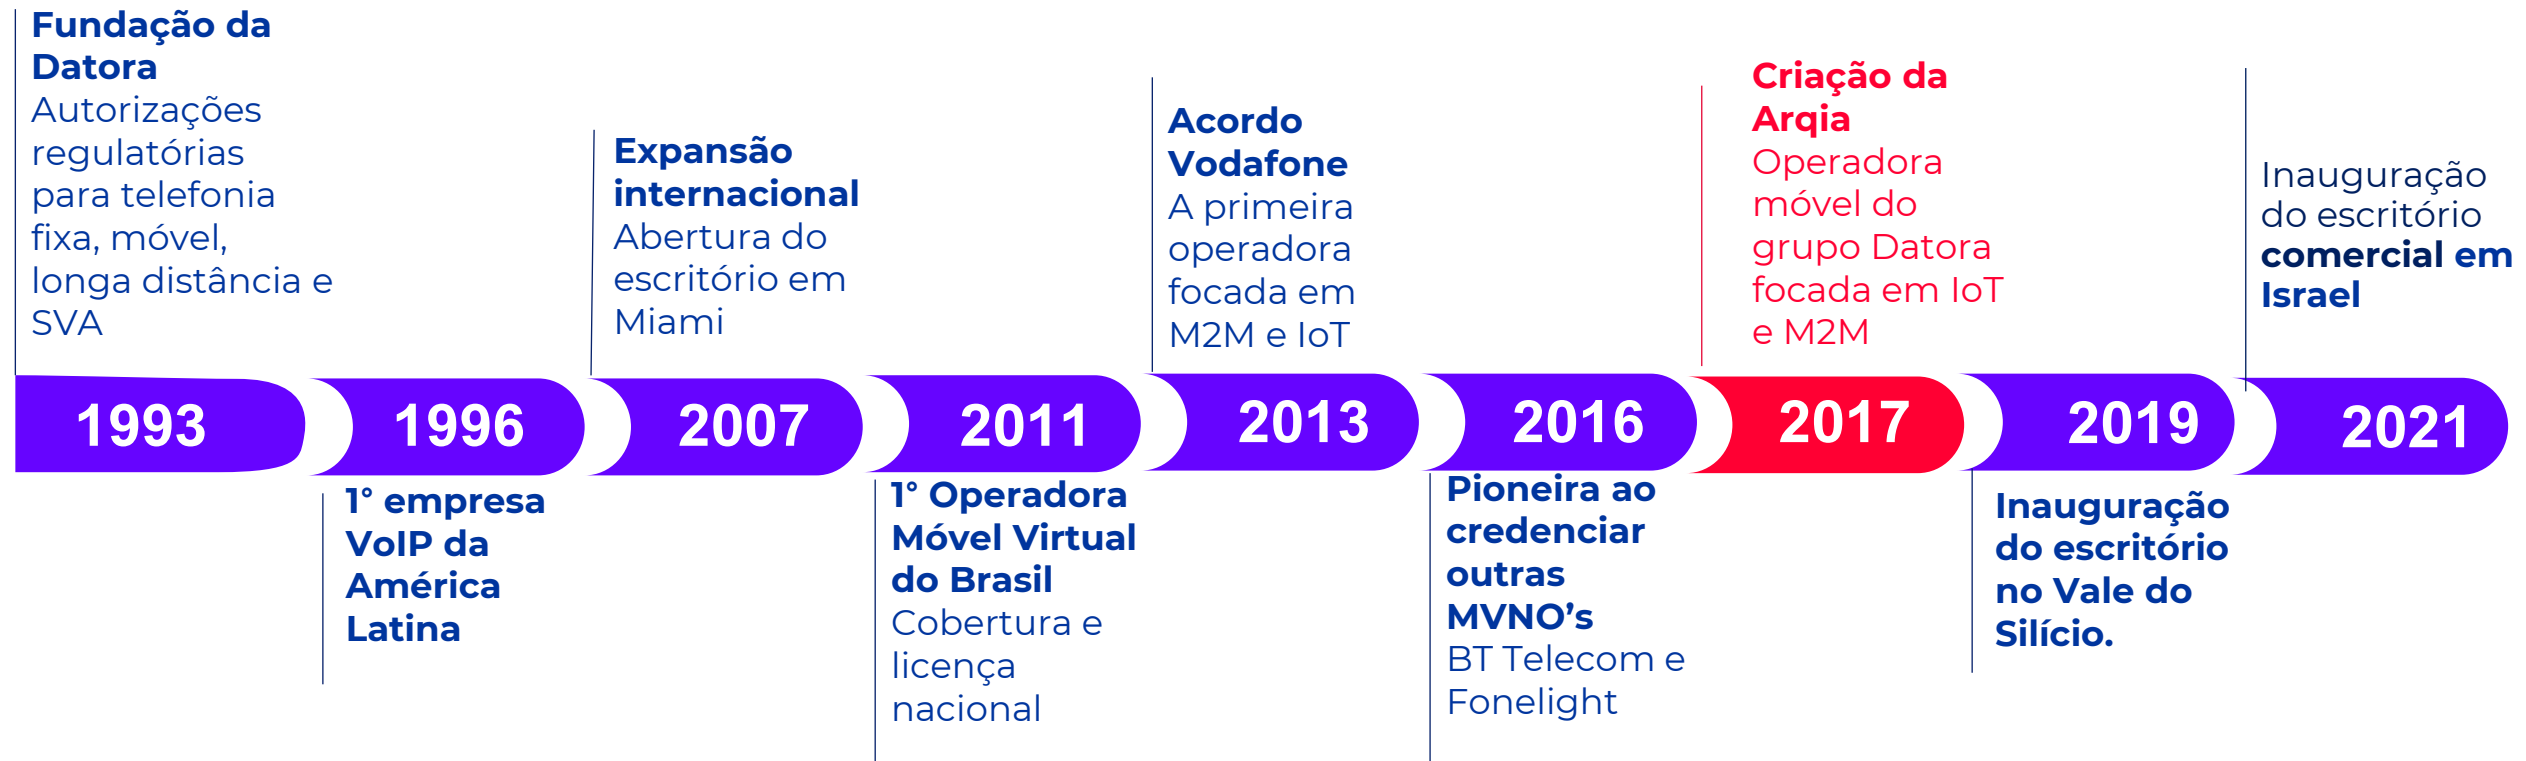 Fundação da
Datora
Autorizações
regulatórias
para telefonia
fixa, móvel,
longa distância e
SVA
Expansão
internacional
Abertura do
escritório em
Miami
Acordo
Vodafone
A primeira
operadora
focada em
M2M e IoT
Criação da
Arqia
Operadora
móvel do
grupo Datora
focada em IoT
e M2M
Inauguração
do escritório
comercial em
Israel
1993
1996
2007
2011
2013
2016
2017
2019
2021
1° empresa
VoIP da
América
Latina
1° Operadora
Móvel Virtual
do Brasil
Cobertura e
licença
nacional
Pioneira ao
credenciar
outras
MVNO’s
BT Telecom e
Fonelight
Inauguração
do escritório
no Vale do
Silício.